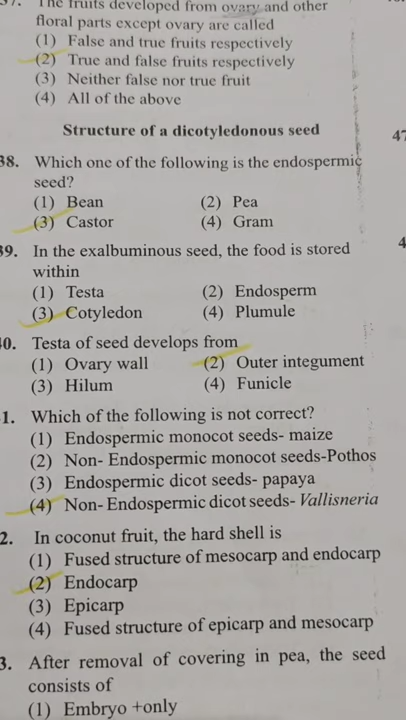 37. The fruits developed from ovary and other
floral parts except ovary are called
(1) False and true fruits respectively
(2) True and false fruits respectively
(3) Neither false nor true fruit
(4) All of the above
Structure of a dicotyledonous seed
47
38. Which one of the following is the endospermic
seed?
(1) Bean (2) Pea
(3) Castor (4) Gram
39. In the exalbuminous seed, the food is stored
4
within
(1) Testa (2) Endosperm
(3) Cotyledon (4) Plumule
0. Testa of seed develops from
(1) Ovary wall (2) Outer integument
(3) Hilum (4) Funicle
1. Which of the following is not correct?
(1) Endospermic monocot seeds- maize
(2) Non- Endospermic monocot seeds-Pothos
(3) Endospermic dicot seeds- papaya
(4) Non- Endospermic dicot seeds- Vallisneria
2. In coconut fruit, the hard shell is
(1) Fused structure of mesocarp and endocarp
(2) Endocarp
(3) Epicarp
(4) Fused structure of epicarp and mesocarp
3. After removal of covering in pea, the seed
consists of
(1) Embryo +only